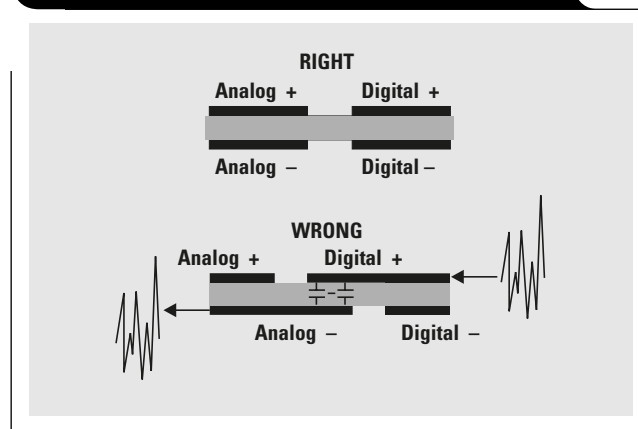 RIGHT
Analog + Digital +
Analog – Digital –
WRONG
Analog + Digital +
Analog – Digital –